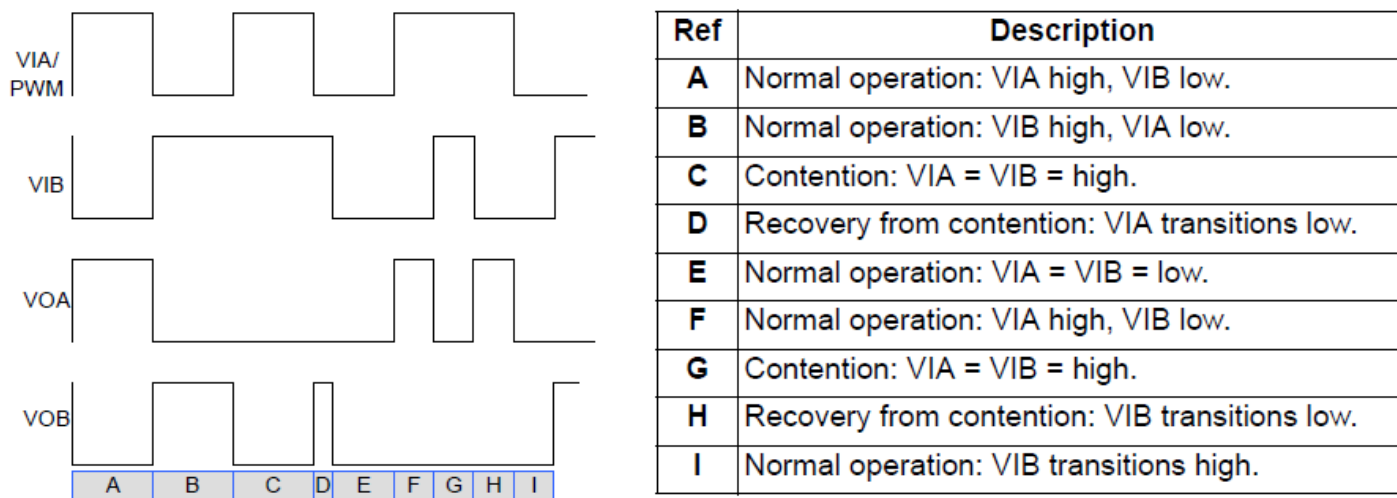 VIA/
PWM
VIB
VOA
VOB
A B C D E F G H I
Ref Description
A Normal operation: VIA high, VIB low.
B Normal operation: VIB high, VIA low.
C Contention: VIA = VIB = high.
D Recovery from contention: VIA transitions low.
E Normal operation: VIA = VIB = low.
F Normal operation: VIA high, VIB low.
G Contention: VIA = VIB = high.
H Recovery from contention: VIB transitions low.
I Normal operation: VIB transitions high.